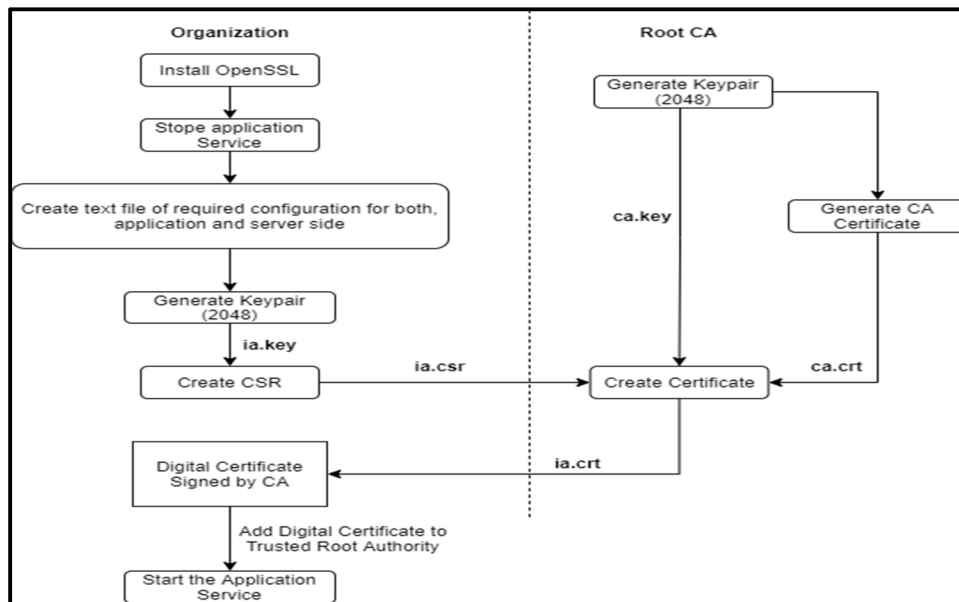 Organization
Install OpenSSL
Stope application
Service
Create text file of required configuration for both,
application and server side
Generate Keypair
(2048)
ia.key
Create CSR
ia.csr
Digital Certificate
Signed by CA
Add Digital Certificate to
Trusted Root Authority
Start the Application
Service
Root CA
Generate Keypair
(2048)
ca.key
Generate CA
Certificate
ca.crt
Create Certificate
ia.crt